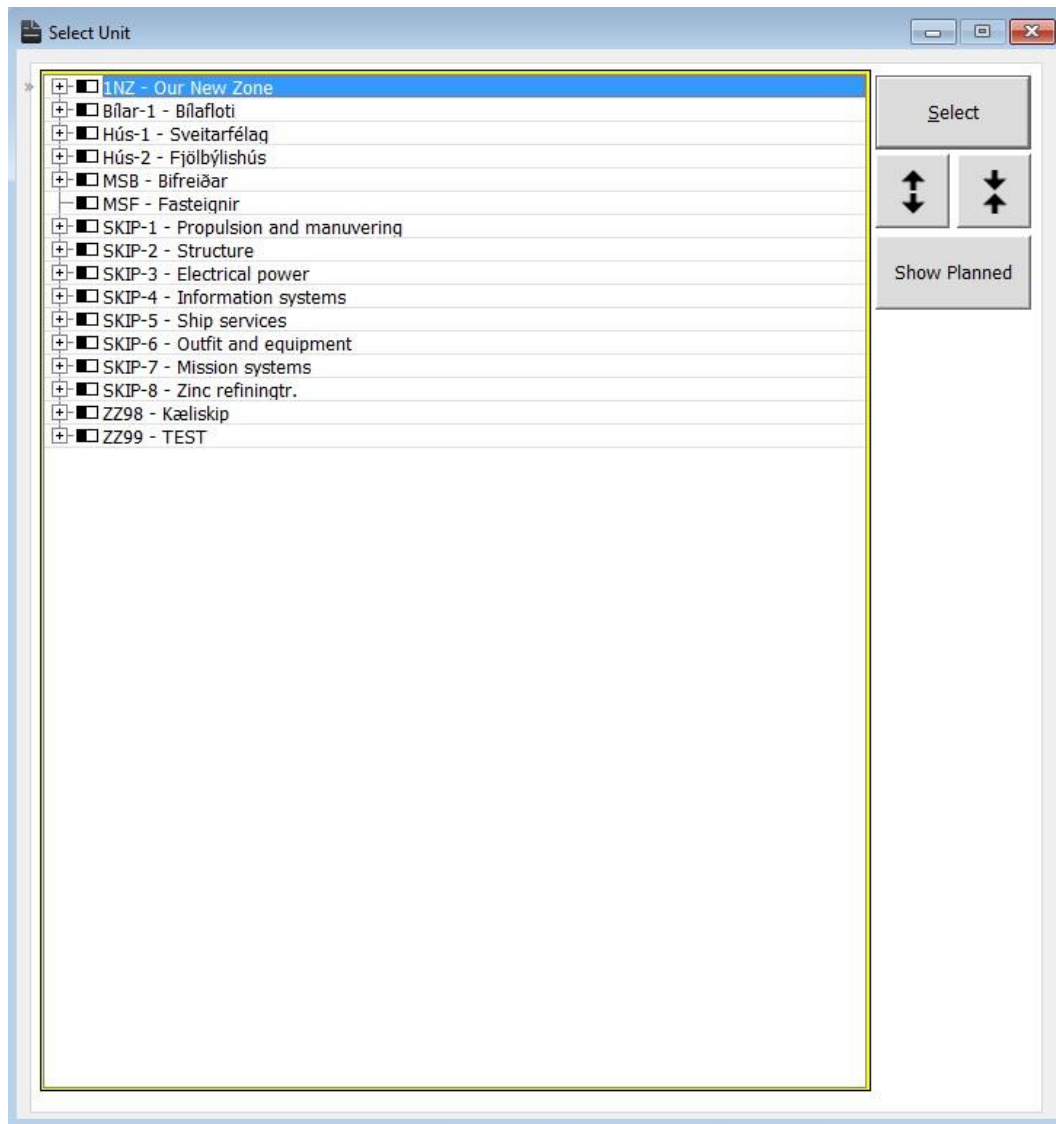 Select Unit
1NZ - Our New Zone
Bílar-1 - Bílafloti
Hús-1 - Sveitarfélag
Hús-2 - Fjölbýlishús
MSB - Bifreiðar
MSF - Fasteignir
SKIP-1 - Propulsion and manuvering
SKIP-2 - Structure
SKIP-3 - Electrical power
SKIP-4 - Information systems
SKIP-5 - Ship services
SKIP-6 - Outfit and equipment
SKIP-7 - Mission systems
SKIP-8 - Zinc refiningtr.
ZZ98 - Kæliskip
ZZ99 - TEST
Select
Show Planned